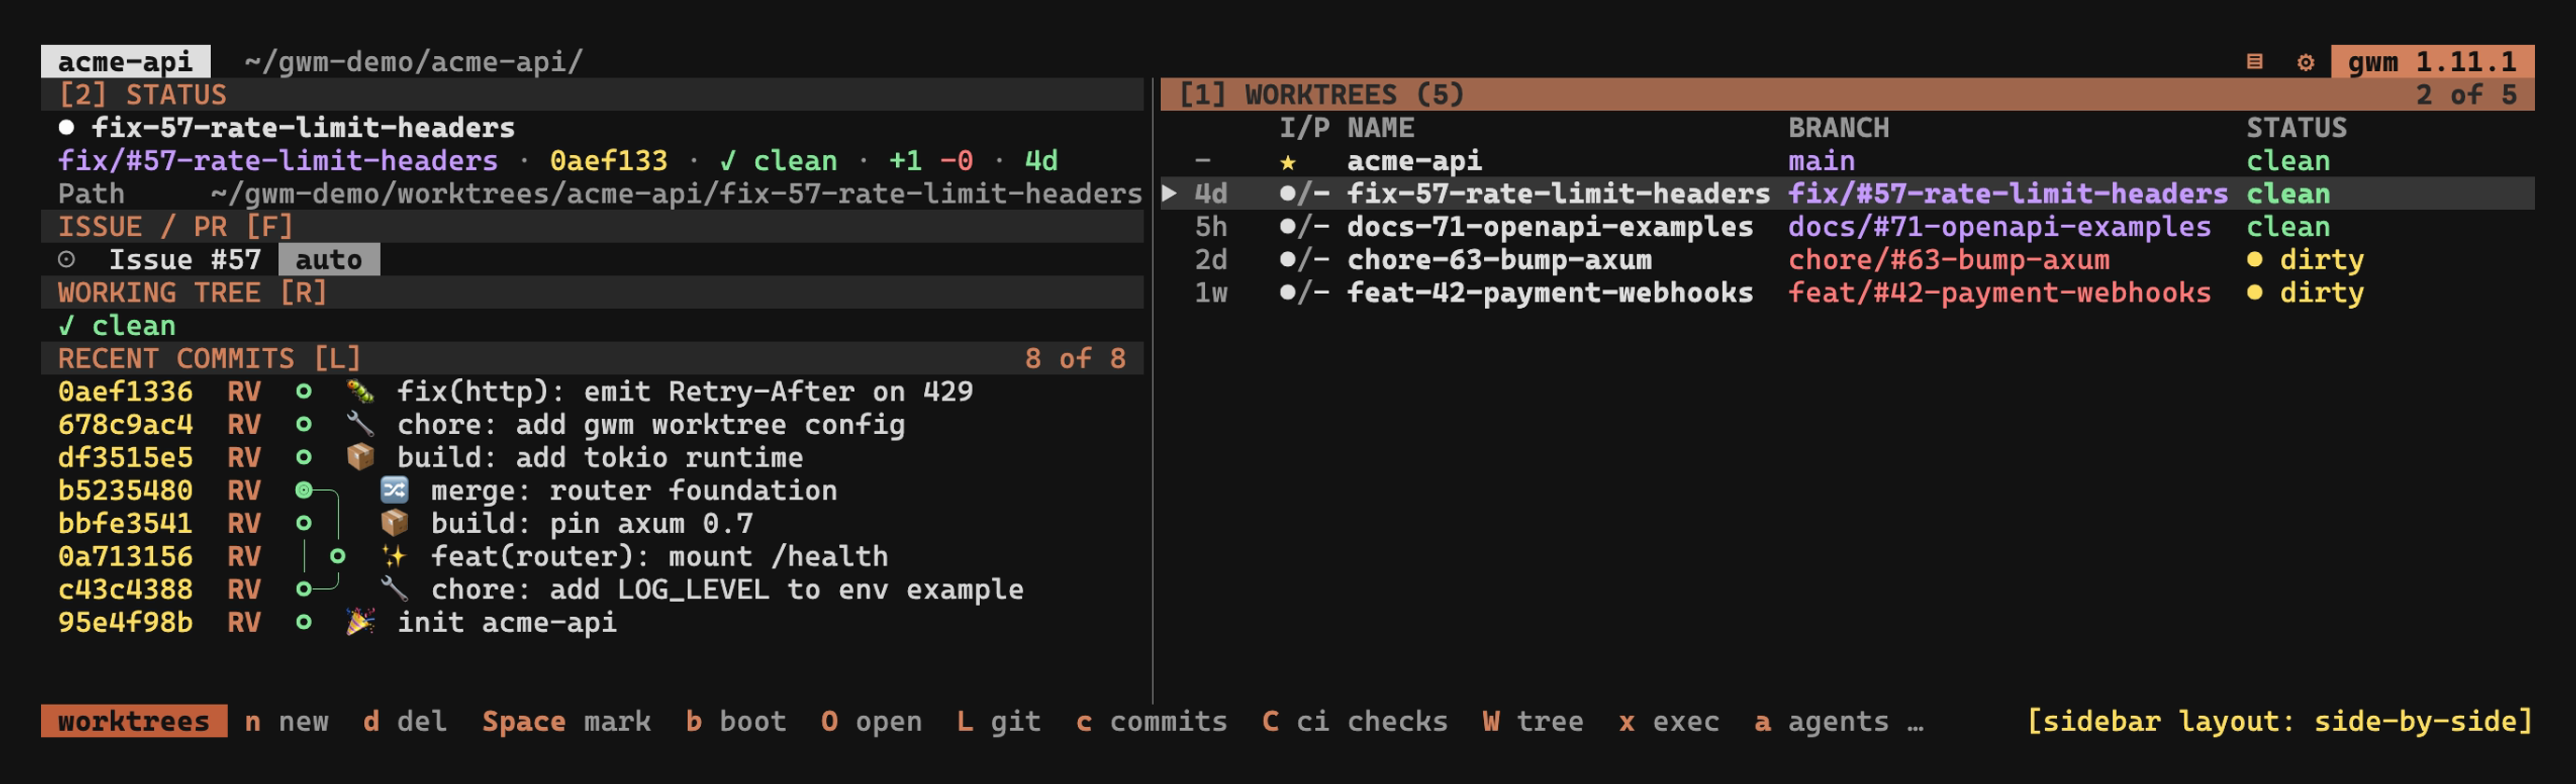 acme-api ~/gwm-demo/acme-api/ gwm 1.11.1
[2] STATUS
● fix-57-rate-limit-headers
fix/#57-rate-limit-headers · 0aef133 · ✓ clean · +1 −0 · 4d
Path ~/gwm-demo/worktrees/acme-api/fix-57-rate-limit-headers
ISSUE / PR [F]
Issue #57 auto
WORKING TREE [R]
✓ clean
RECENT COMMITS [L] 8 of 8
0aef1336 RV fix(http): emit Retry-After on 429
678c9ac4 RV chore: add gwm worktree config
df3515e5 RV build: add tokio runtime
b5235480 RV merge: router foundation
bbfe3541 RV build: pin axum 0.7
0a713156 RV feat(router): mount /health
c43c4388 RV chore: add LOG_LEVEL to env example
95e4f98b RV init acme-api
[1] WORKTREES (5) 2 of 5
I/P NAME BRANCH STATUS
- ★ acme-api main clean
▶ 4d ●/- fix-57-rate-limit-headers fix/#57-rate-limit-headers clean
5h ●/- docs-71-openapi-examples docs/#71-openapi-examples clean
2d ●/- chore-63-bump-axum chore/#63-bump-axum ● dirty
1w ●/- feat-42-payment-webhooks feat/#42-payment-webhooks ● dirty
worktrees n new d del Space mark b boot O open L git c commits C ci checks W tree x exec a agents … [sidebar layout: side-by-side]